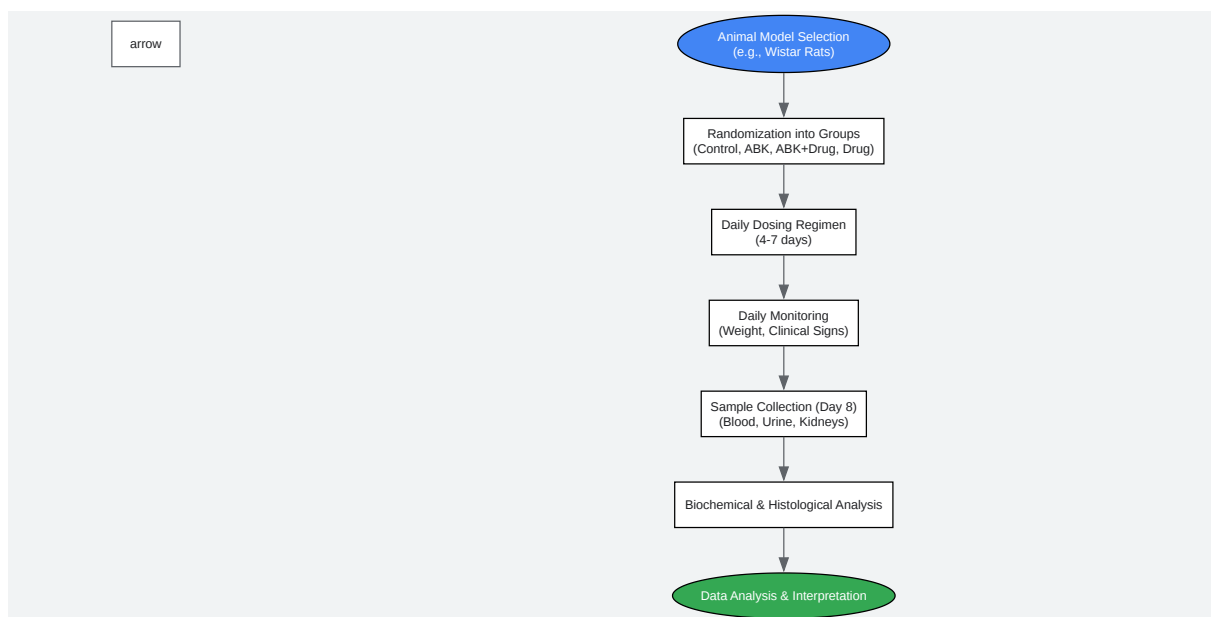 arrow
Animal Model Selection
(e.g., Wistar Rats)
Randomization into Groups
(Control, ABK, ABK+Drug, Drug)
Daily Dosing Regimen
(4-7 days)
Daily Monitoring
(Weight, Clinical Signs)
Sample Collection (Day 8)
(Blood, Urine, Kidneys)
Biochemical & Histological Analysis
Data Analysis & Interpretation